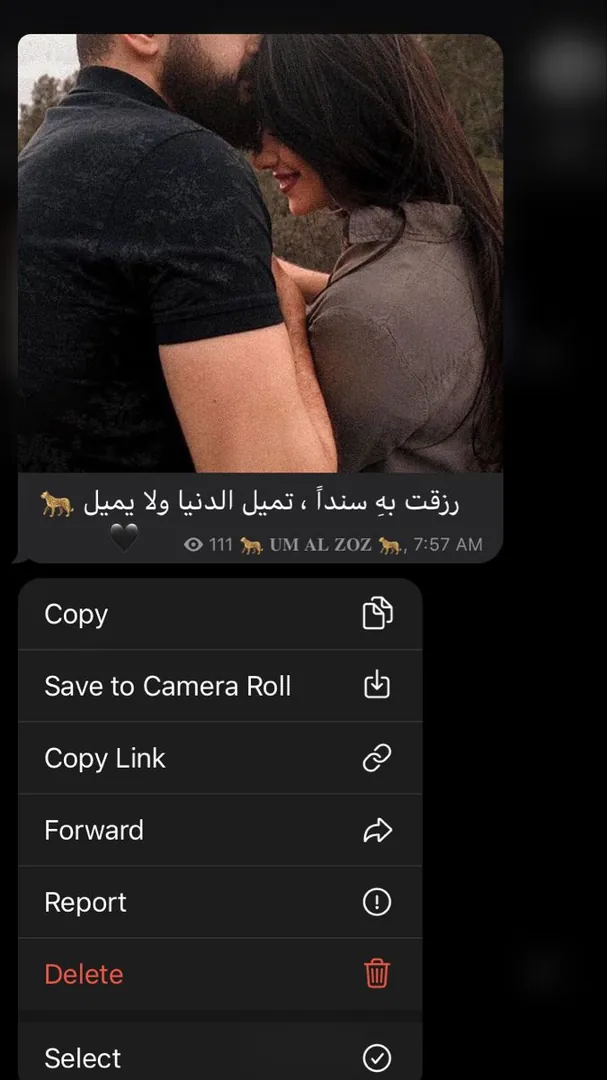 رزقت بهِ سنداً ، تميل الدنيا ولا يميل 🐆
🖤 111 🐆 UM AL ZOZ 🐆, 7:57 AM
Copy
Save to Camera Roll
Copy Link
Forward
Report
Delete
Select